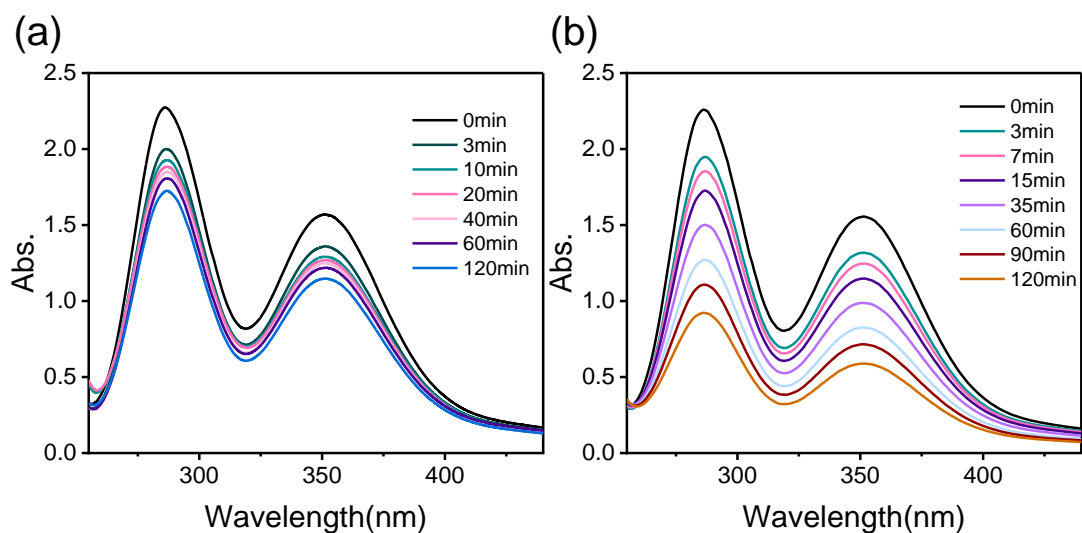 (a)
2.5
2.0
1.5
1.0
0.5
0.0
Abs.
0min
3min
10min
20min
40min
60min
120min
300
350
400
Wavelength(nm)
(b)
2.5
2.0
1.5
1.0
0.5
0.0
Abs.
0min
3min
7min
15min
35min
60min
90min
120min
300
350
400
Wavelength(nm)